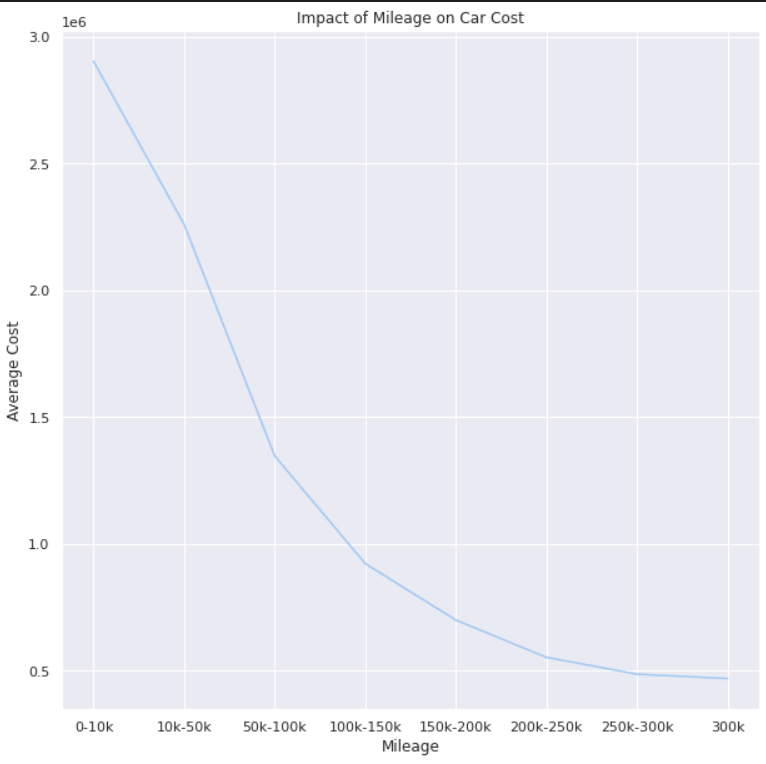 Impact of Mileage on Car Cost
1e6
3.0
2.5
2.0
1.5
1.0
0.5
Average Cost
0-10k 10k-50k 50k-100k 100k-150k 150k-200k 200k-250k 250k-300k 300k
Mileage